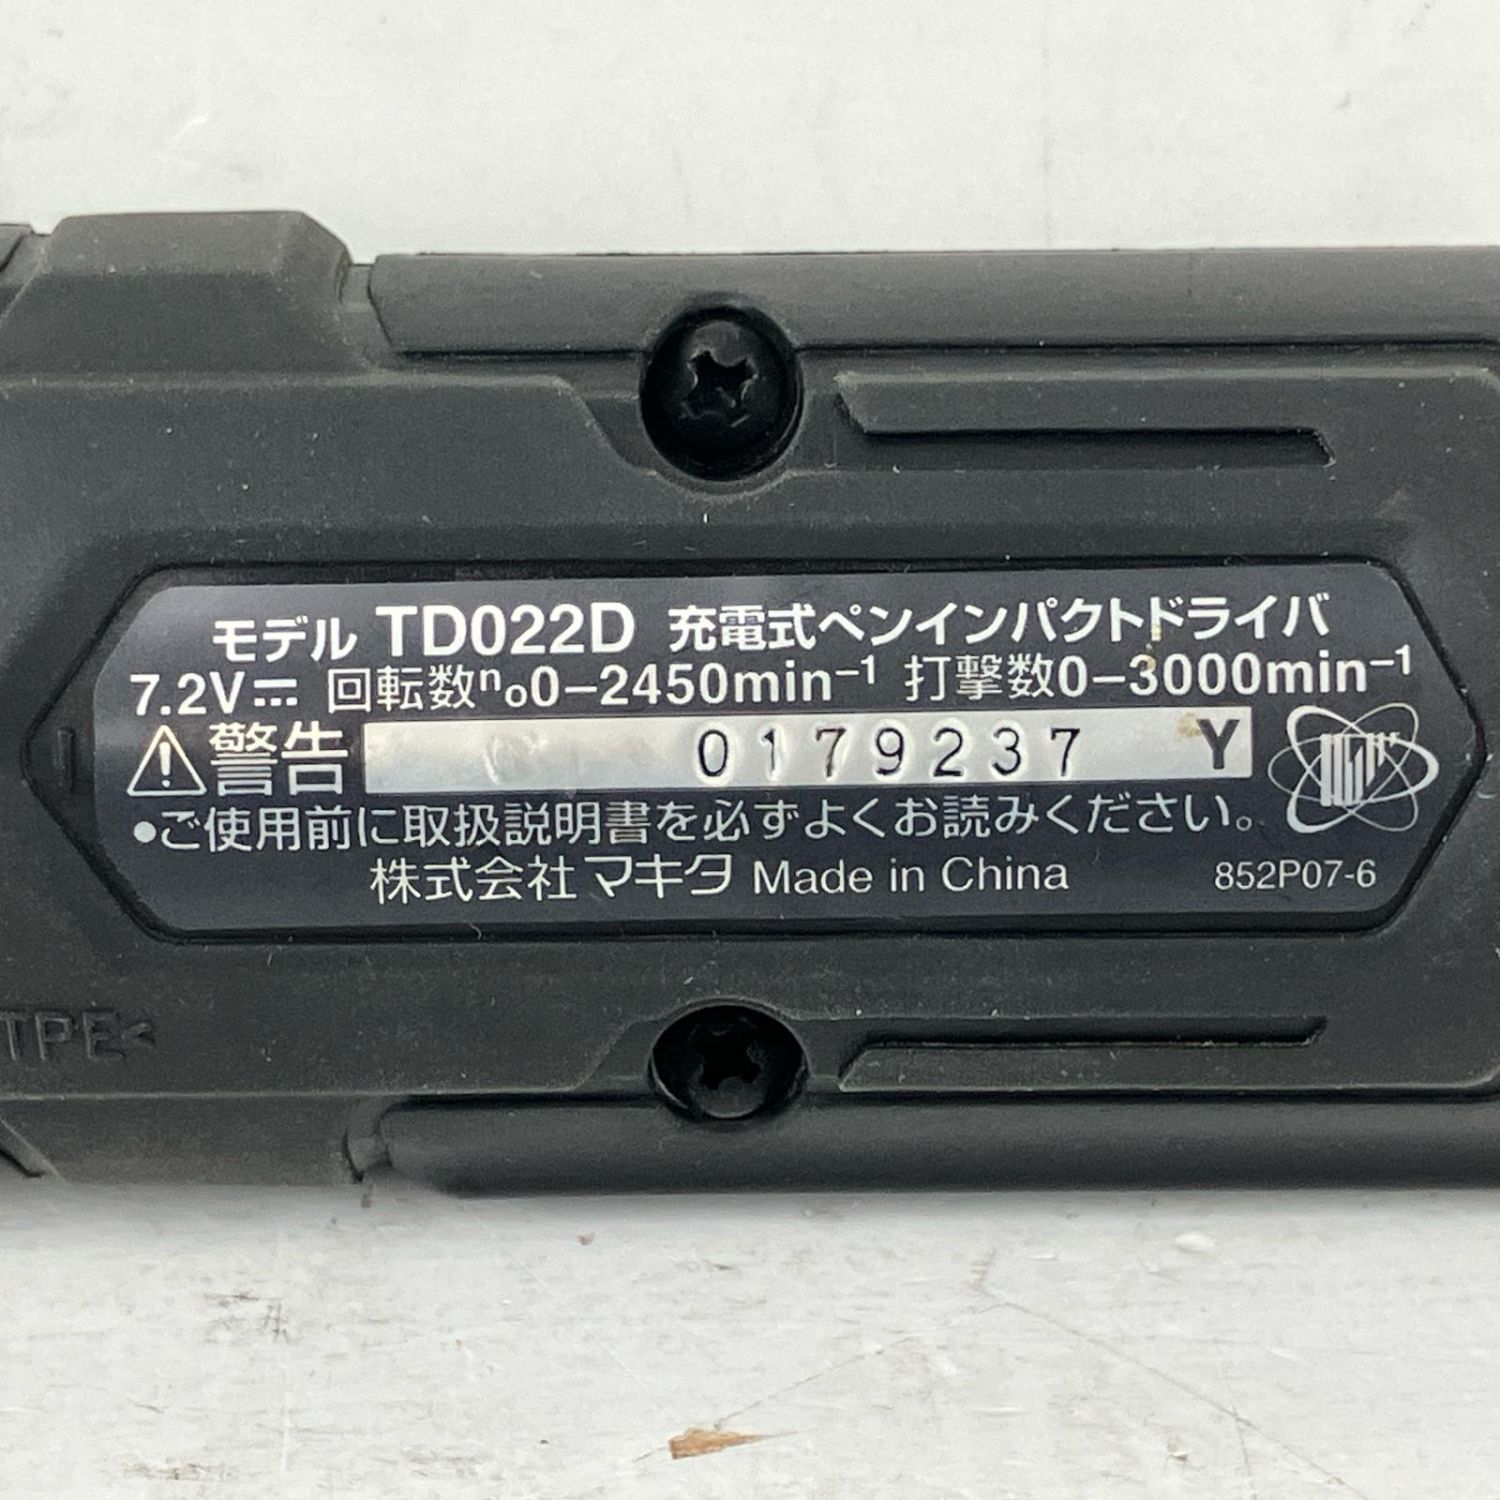 モデル TD022D 充電式ペンインパクトドライバ
7.2V⎓ 回転数n₀0-2450min⁻¹ 打撃数0-3000min⁻¹
⚠警告 0179237 Y
●ご使用前に取扱説明書を必ずよくお読みください。
株式会社マキタ Made in China 852P07-6
TPE<